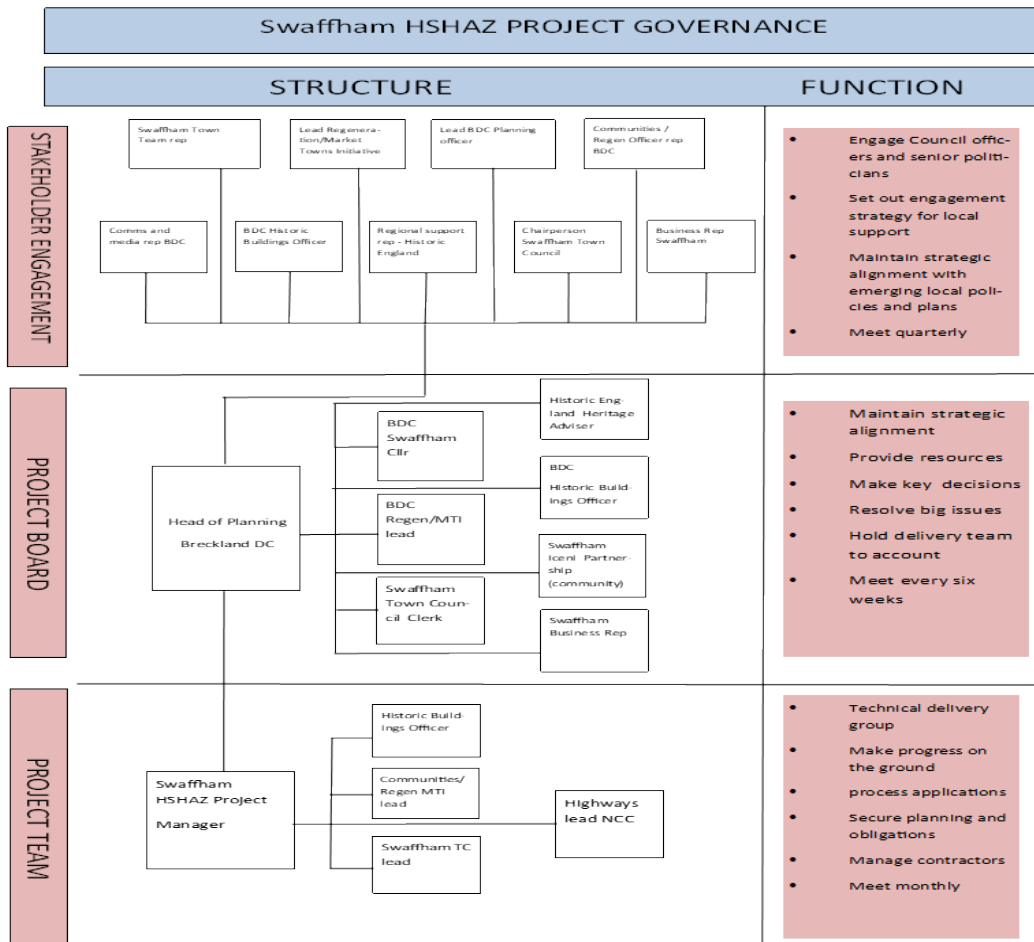 Swaffham HSHAZ PROJECT GOVERNANCE
STRUCTURE
FUNCTION
STAKEHOLDER ENGAGEMENT
Swaffham Town
Team rep
Lead Regenera-
tion/Market
Towns Initiative
Lead BDC Planning
officer
Communities /
Regen Officer rep
BDC
Comms and
media rep BDC
BDC Historic
Buildings Officer
Regional support
rep - Historic
England
Chairperson
Swaffham Town
Council
Business Rep
Swaffham
• Engage Council offic-
ers and senior politi-
cians
• Set out engagement
strategy for local
support
• Maintain strategic
alignment with
emerging local poli-
cies and plans
• Meet quarterly
PROJECT BOARD
Head of Planning
Breckland DC
BDC
Swaffham
Cllr
BDC
Regen/MTI
lead
Swaffham
Town Coun-
cil Clerk
Historic Eng-
land Heritage
Adviser
BDC
Historic Build-
ings Officer
Swaffham
Iceni Partner-
ship
(community)
Swaffham
Business Rep
• Maintain strategic
alignment
• Provide resources
• Make key decisions
• Resolve big issues
• Hold delivery team
to account
• Meet every six
weeks
PROJECT TEAM
Swaffham
HSHAZ Project
Manager
Historic Build-
ings Officer
Communities/
Regen MTI
lead
Swaffham TC
lead
Highways
lead NCC
• Technical delivery
group
• Make progress on
the ground
• process applications
• Secure planning and
obligations
• Manage contractors
• Meet monthly